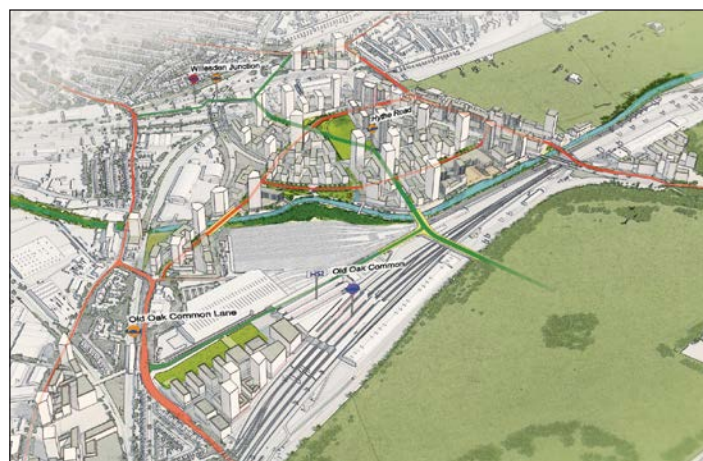 Willesden Junction
Hythe Road
HS2
Old Oak Common
Old Oak Common Lane